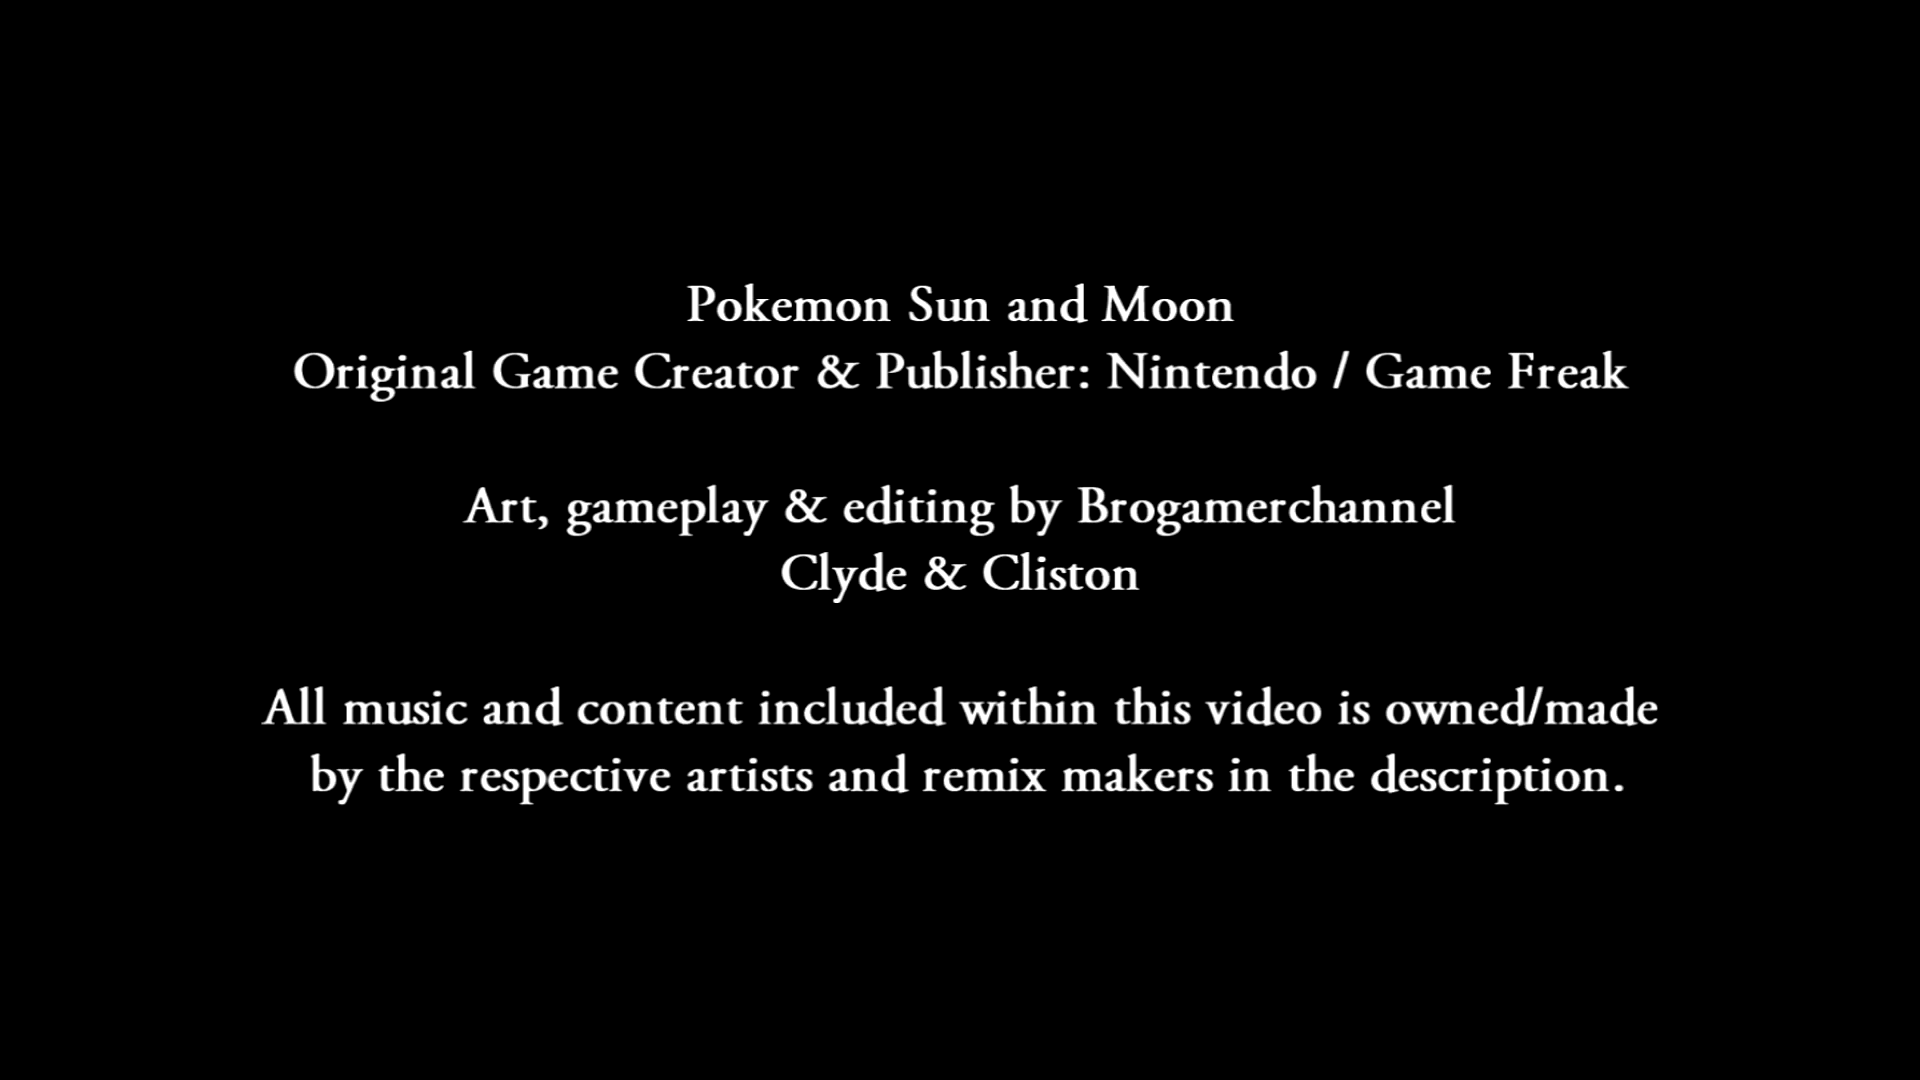 Pokemon Sun and Moon
Original Game Creator & Publisher: Nintendo / Game Freak
Art, gameplay & editing by Brogamerchannel
Clyde & Cliston
All music and content included within this video is owned/made
by the respective artists and remix makers in the description.